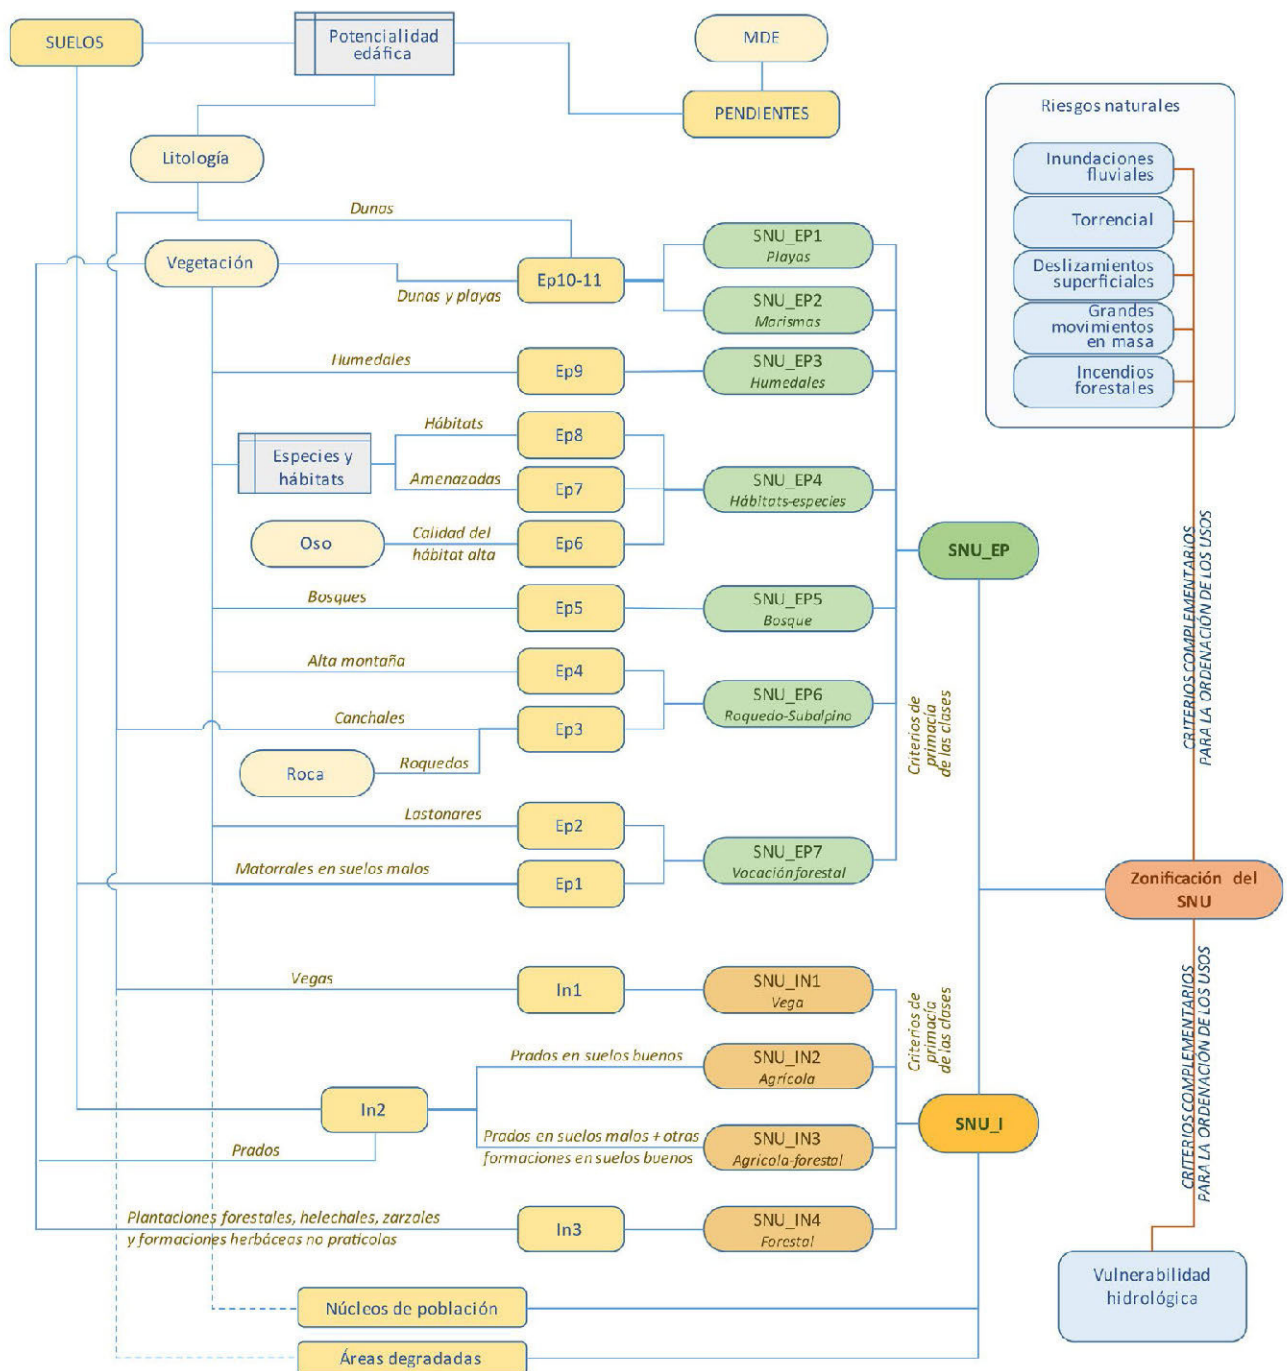 SUELOS
Potencialidad
edáfica
MDE
PENDIENTES
Litología
Dunas
Vegetación
Dunas y playas
Ep10-11
SNU_EP1
Playas
SNU_EP2
Marismas
Humedales
Ep9
SNU_EP3
Humedales
Especies y
hábitats
Hábitats
Ep8
Amenazadas
Ep7
SNU_EP4
Hábitats-especies
Oso
Calidad del
hábitat alta
Ep6
SNU_EP
Bosques
Ep5
SNU_EP5
Bosque
Alta montaña
Ep4
SNU_EP6
Roquedo-Subalpino
Canchales
Ep3
Roca
Roquedos
Criterios de
primacía
de las clases
Lastonares
Ep2
SNU_EP7
Vocación forestal
Matorrales en suelos malos
Ep1
Vegas
In1
SNU_IN1
Vega
Criterios de
primacía
de las clases
Prados en suelos buenos
SNU_IN2
Agrícola
In2
SNU_I
Prados
Prados en suelos malos + otras
formaciones en suelos buenos
SNU_IN3
Agrícola-forestal
Plantaciones forestales, helechales, zarzales
y formaciones herbáceas no pratícolas
In3
SNU_IN4
Forestal
Núcleos de población
Áreas degradadas
Riesgos naturales
Inundaciones
fluviales
Torrencial
Deslizamientos
superficiales
Grandes
movimientos
en masa
Incendios
forestales
CRITERIOS COMPLEMENTARIOS
PARA LA ORDENACIÓN DE LOS USOS
Zonificación del
SNU
CRITERIOS COMPLEMENTARIOS
PARA LA ORDENACIÓN DE LOS USOS
Vulnerabilidad
hidrológica